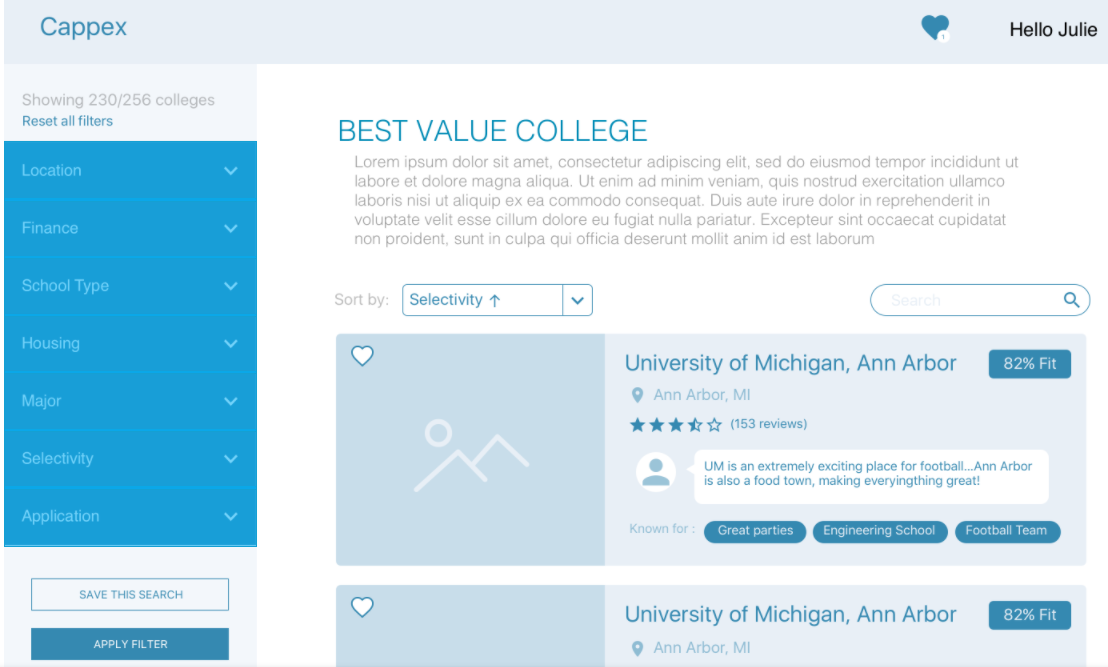 Cappex
1
Hello Julie
Showing 230/256 colleges
Reset all filters
Location
Finance
School Type
Housing
Major
Selectivity
Application
SAVE THIS SEARCH
APPLY FILTER
BEST VALUE COLLEGE
Lorem ipsum dolor sit amet, consectetur adipiscing elit, sed do eiusmod tempor incididunt ut
labore et dolore magna aliqua. Ut enim ad minim veniam, quis nostrud exercitation ullamco
laboris nisi ut aliquip ex ea commodo consequat. Duis aute irure dolor in reprehenderit in
voluptate velit esse cillum dolore eu fugiat nulla pariatur. Excepteur sint occaecat cupidatat
non proident, sunt in culpa qui officia deserunt mollit anim id est laborum
Sort by: Selectivity ↑
Search
University of Michigan, Ann Arbor
82% Fit
Ann Arbor, MI
(153 reviews)
UM is an extremely exciting place for football...Ann Arbor
is also a food town, making everyingthing great!
Known for : Great parties Engineering School Football Team
University of Michigan, Ann Arbor
82% Fit
Ann Arbor, MI